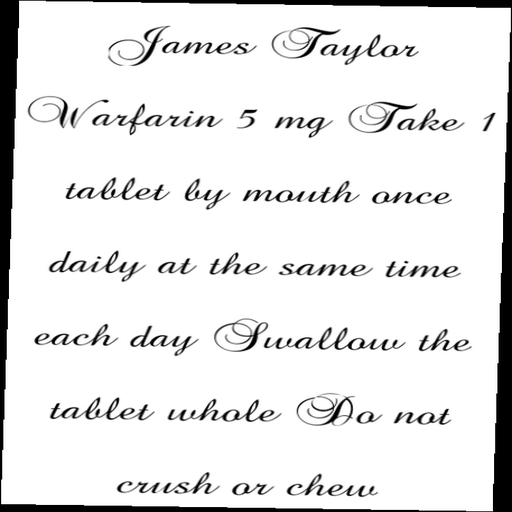 James Taylor
Warfarin 5 mg Take 1
tablet by mouth once
daily at the same time
each day Swallow the
tablet whole Do not
crush or chew